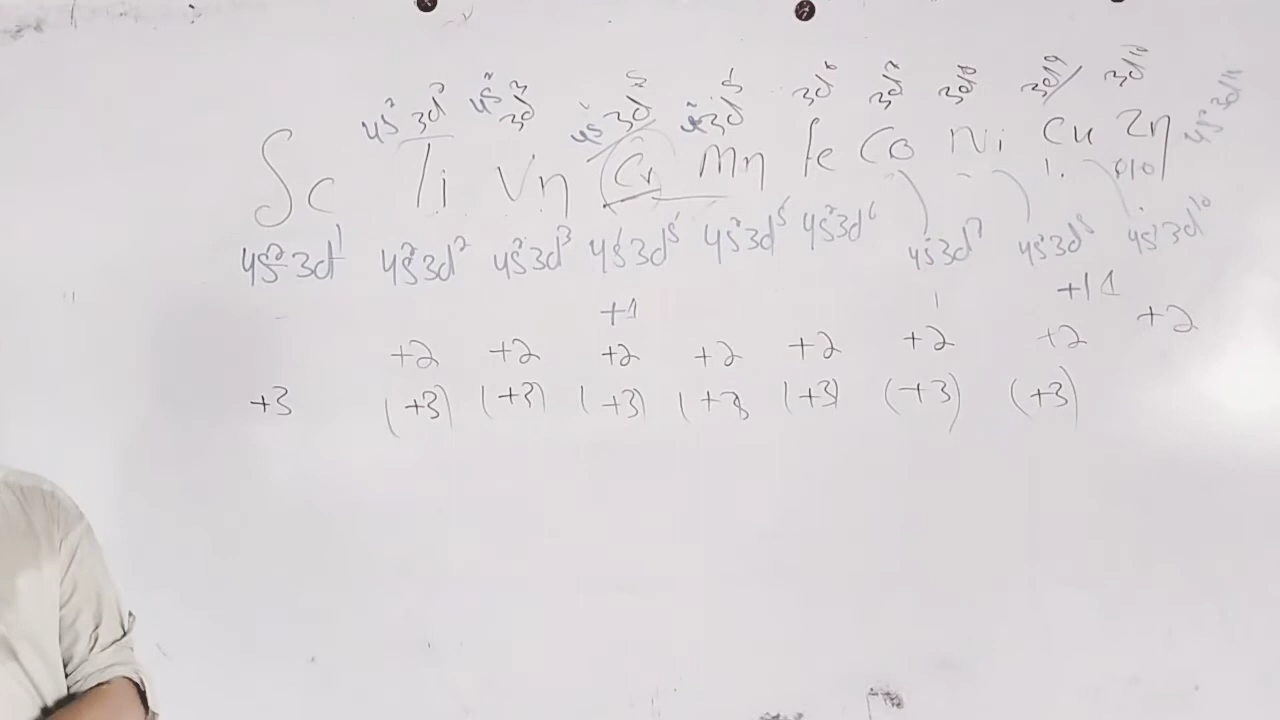 4s² 3d² 4s² 3d³ 4s¹ 3d⁵ 3d⁵ 3d⁶ 3d⁷ 3d⁸ 3d⁹ 3d¹⁰
Sc Ti Vn Cr Mn fe Co Ni Cu Zn
4s² 3d¹ 4s² 3d² 4s² 3d³ 4s¹ 3d⁵ 4s² 3d⁵ 4s² 3d⁶ 4s² 3d⁷ 4s² 3d⁸ 4s¹ 3d¹⁰
+1 +1
+2 +2 +2 +2 +2 +2 +2 +2
+3 (+3) (+3) (+3) (+3 (+3) (+3) (+3)